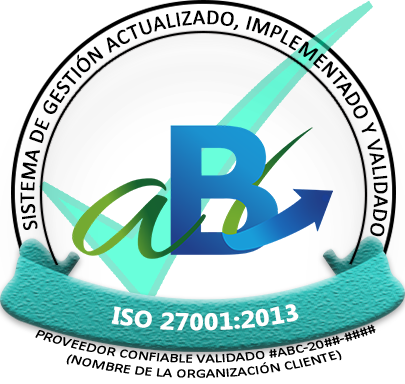 SISTEMA DE GESTIÓN ACTUALIZADO, IMPLEMENTADO Y VALIDADO
aBc
ISO 27001:2013
PROVEEDOR CONFIABLE VALIDADO #ABC-20##-####
(NOMBRE DE LA ORGANIZACIÓN CLIENTE)